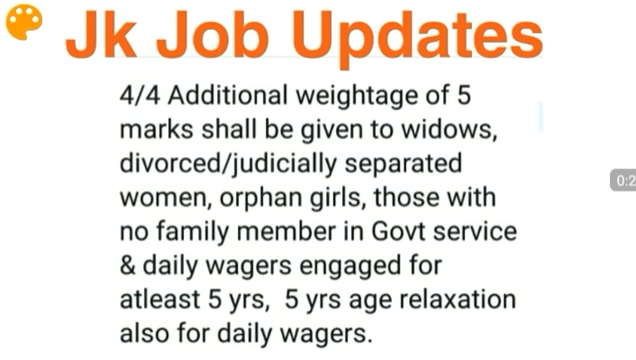 Jk Job Updates
4/4 Additional weightage of 5
marks shall be given to widows,
divorced/judicially separated
women, orphan girls, those with
no family member in Govt service
& daily wagers engaged for
atleast 5 yrs,  5 yrs age relaxation
also for daily wagers.
0:2